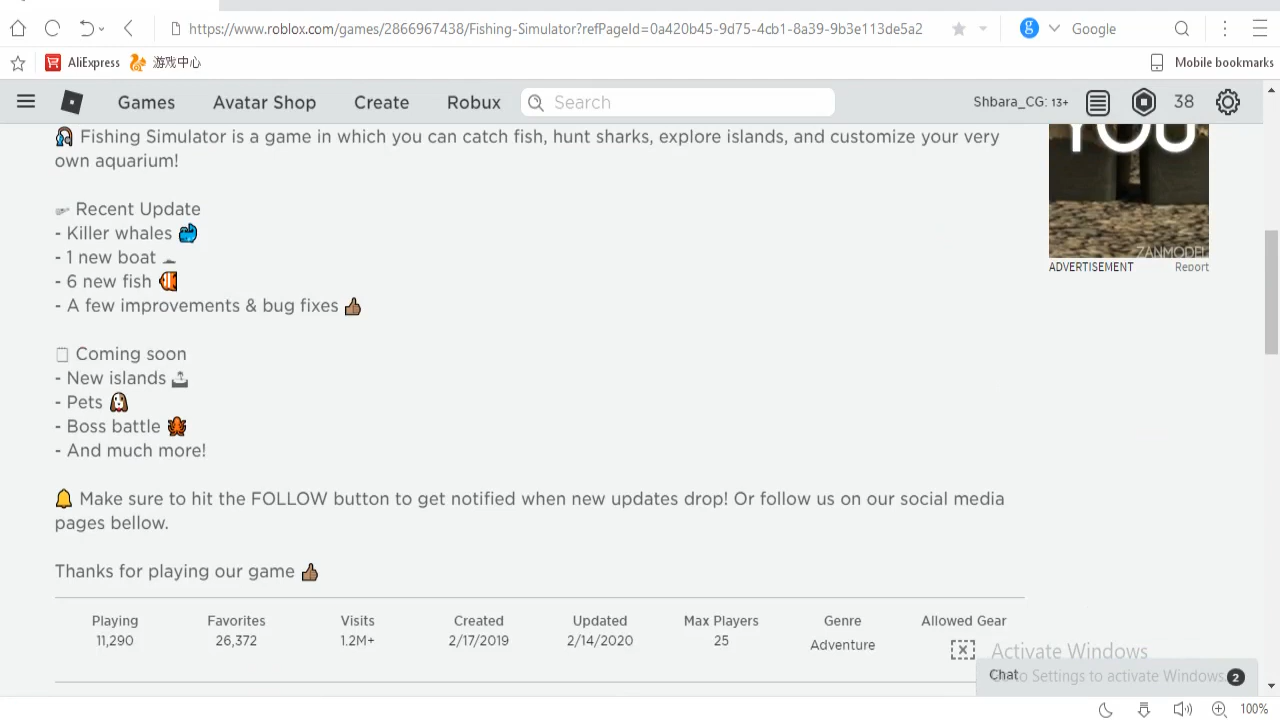 https://www.roblox.com/games/2866967438/Fishing-Simulator?refPageId=0a420b45-9d75-4cb1-8a39-9b3e113de5a2
Google
AliExpress
游戏中心
Mobile bookmarks
Games
Avatar Shop
Create
Robux
Search
Shbara_CG: 13+
38
Fishing Simulator is a game in which you can catch fish, hunt sharks, explore islands, and customize your very
own aquarium!
YOU
ZANMODEL
ADVERTISEMENT
Report
Recent Update
- Killer whales
- 1 new boat
- 6 new fish
- A few improvements & bug fixes
Coming soon
- New islands
- Pets
- Boss battle
- And much more!
Make sure to hit the FOLLOW button to get notified when new updates drop! Or follow us on our social media
pages bellow.
Thanks for playing our game
Playing
11,290
Favorites
26,372
Visits
1.2M+
Created
2/17/2019
Updated
2/14/2020
Max Players
25
Genre
Adventure
Allowed Gear
Activate Windows
to Settings to activate Windows.
Chat
2
100%